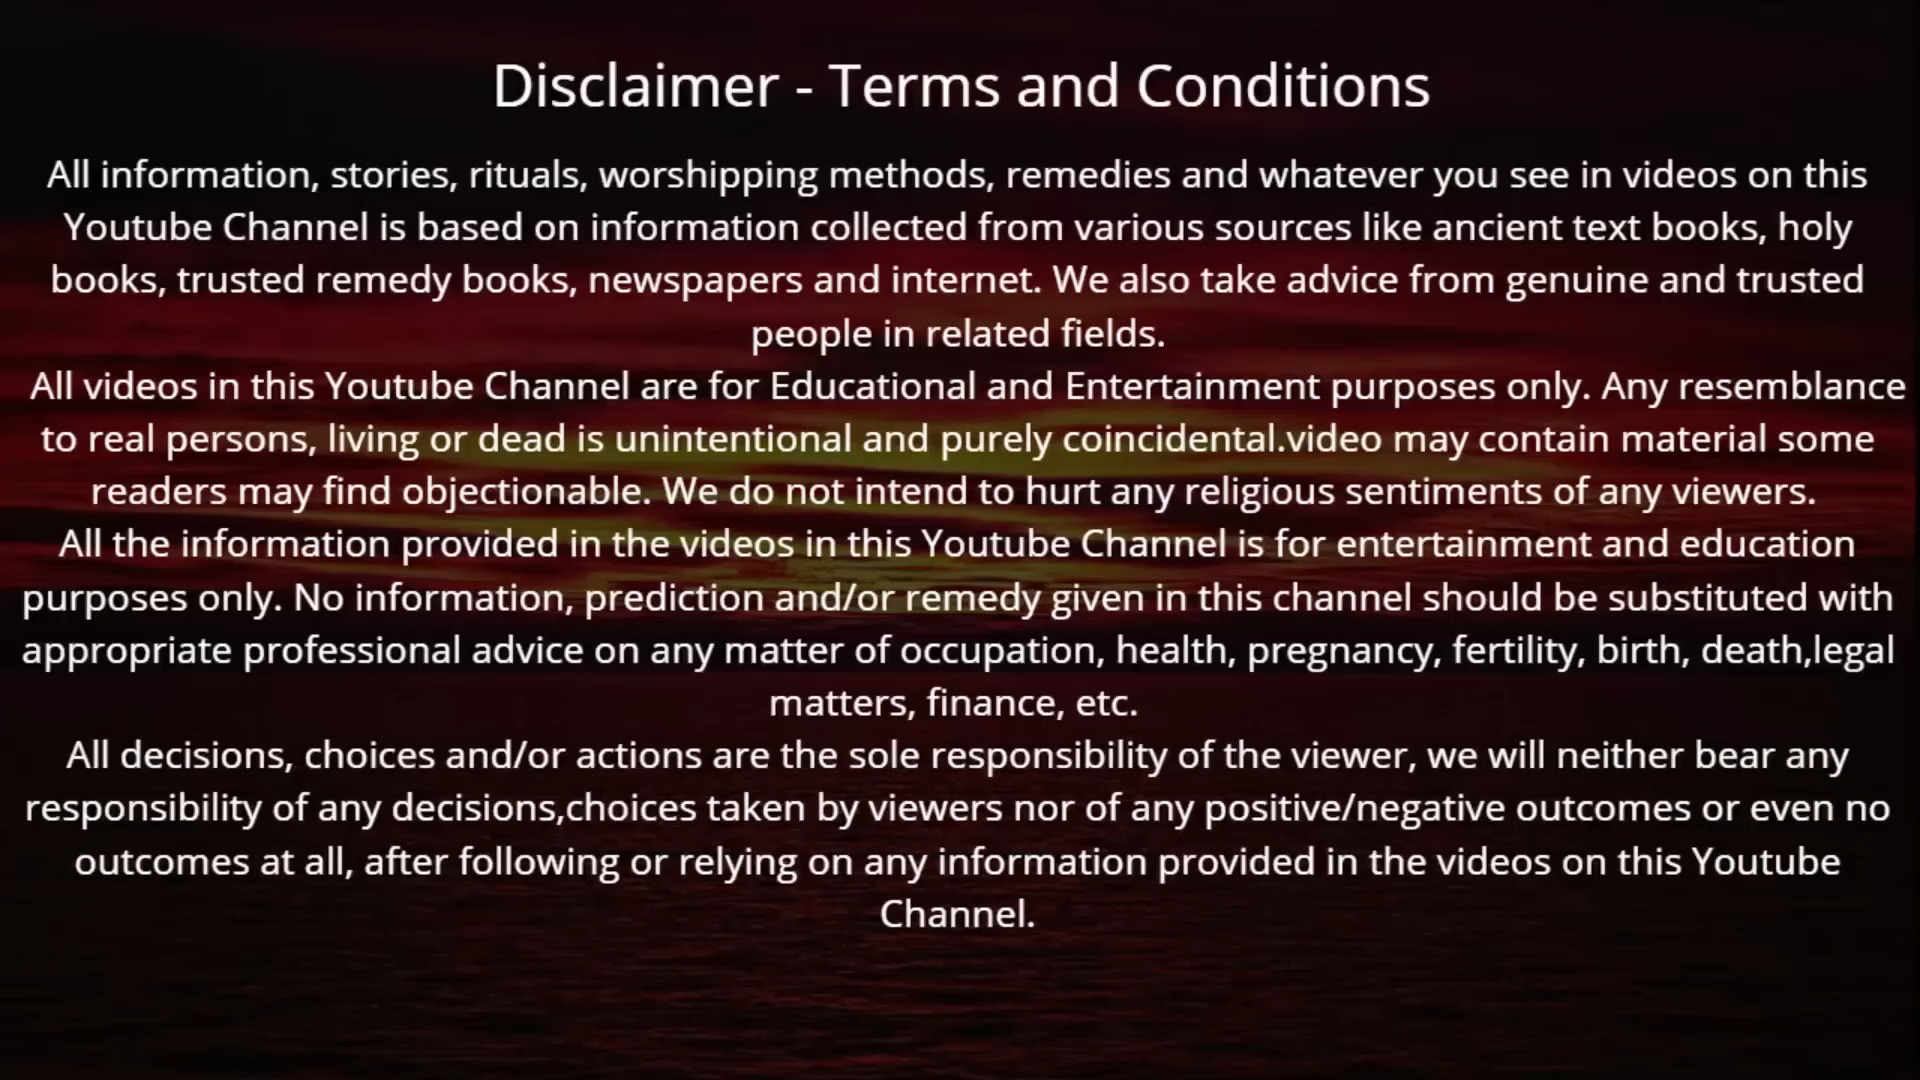 Disclaimer - Terms and Conditions
All information, stories, rituals, worshipping methods, remedies and whatever you see in videos on this
Youtube Channel is based on information collected from various sources like ancient text books, holy
books, trusted remedy books, newspapers and internet. We also take advice from genuine and trusted
people in related fields.
All videos in this Youtube Channel are for Educational and Entertainment purposes only. Any resemblance
to real persons, living or dead is unintentional and purely coincidental.video may contain material some
readers may find objectionable. We do not intend to hurt any religious sentiments of any viewers.
All the information provided in the videos in this Youtube Channel is for entertainment and education
purposes only. No information, prediction and/or remedy given in this channel should be substituted with
appropriate professional advice on any matter of occupation, health, pregnancy, fertility, birth, death,legal
matters, finance, etc.
All decisions, choices and/or actions are the sole responsibility of the viewer, we will neither bear any
responsibility of any decisions,choices taken by viewers nor of any positive/negative outcomes or even no
outcomes at all, after following or relying on any information provided in the videos on this Youtube
Channel.